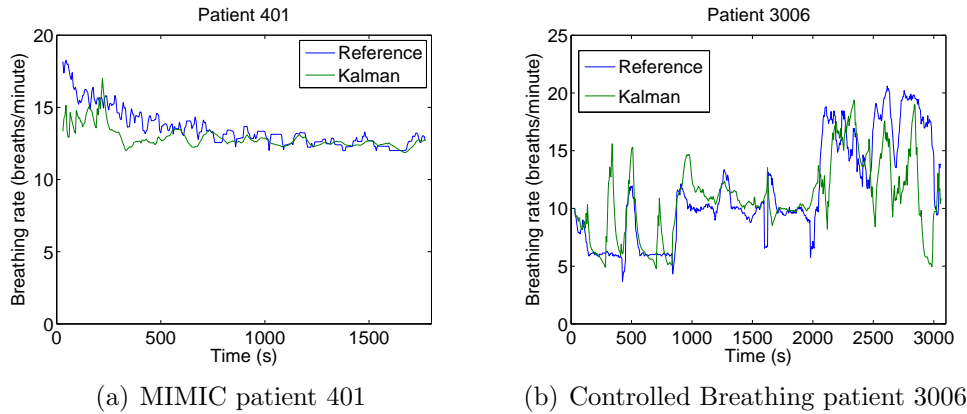 Patient 401
Breathing rate (breaths/minute)
20
15
10
5
0
0 500 1000 1500
Time (s)
Reference
Kalman
(a) MIMIC patient 401
Patient 3006
Breathing rate (breaths/minute)
25
20
15
10
5
0
0 500 1000 1500 2000 2500 3000
Time (s)
Reference
Kalman
(b) Controlled Breathing patient 3006